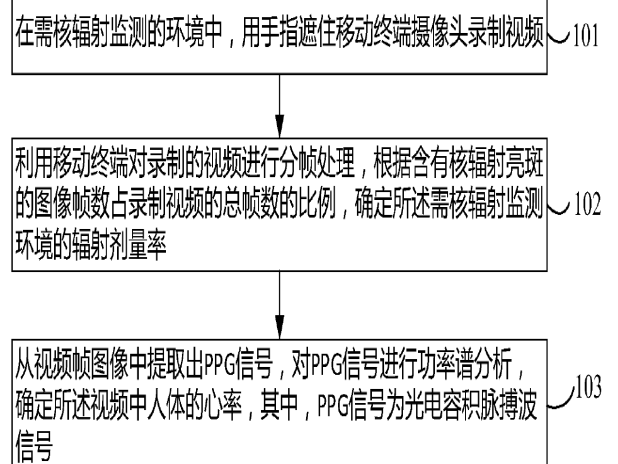 在需核辐射监测的环境中，用手指遮住移动终端摄像头录制视频
101
利用移动终端对录制的视频进行分帧处理，根据含有核辐射亮斑
的图像帧数占录制视频的总帧数的比例，确定所述需核辐射监测
环境的辐射剂量率
102
从视频帧图像中提取出PPG信号，对PPG信号进行功率谱分析，
确定所述视频中人体的心率，其中，PPG信号为光电容积脉搏波
信号
103